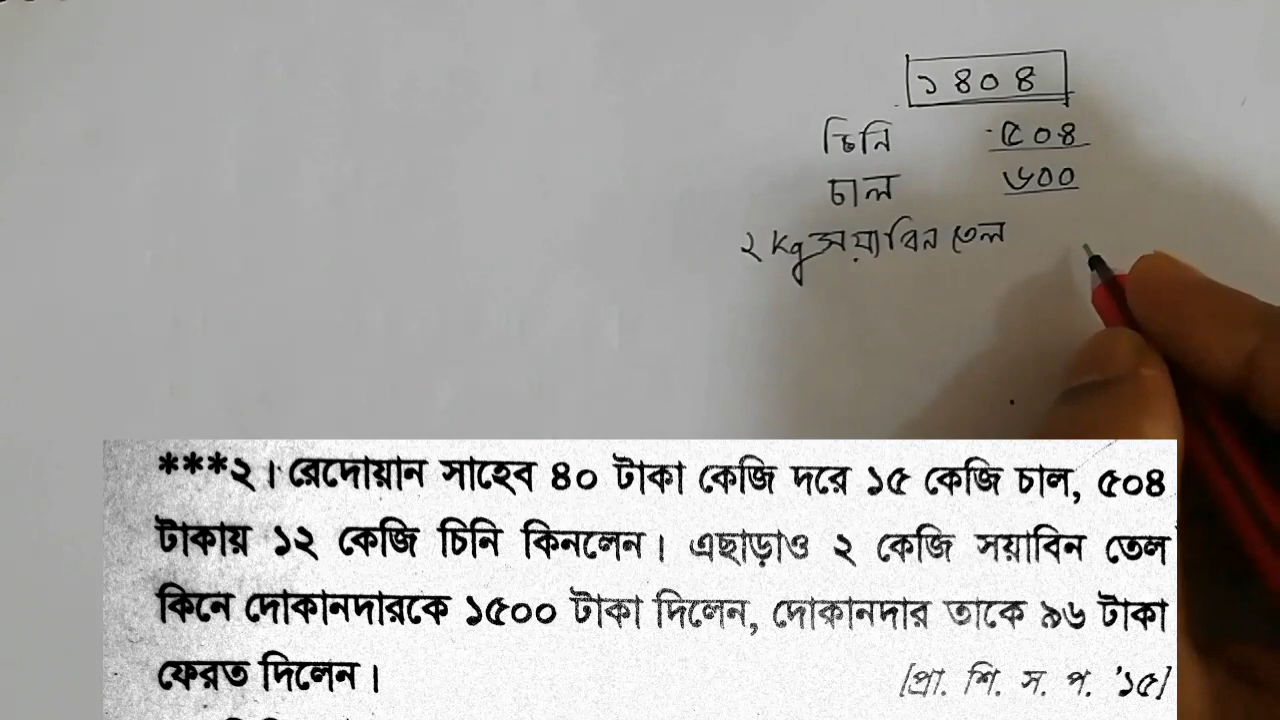 ১৪০৪
চিনি ৫০৪
চাল ৬০০
২ kg সয়াবিন তেল
***২। রেদোয়ান সাহেব ৪০ টাকা কেজি দরে ১৫ কেজি চাল, ৫০৪
টাকায় ১২ কেজি চিনি কিনলেন। এছাড়াও ২ কেজি সয়াবিন তেল
কিনে দোকানদারকে ১৫০০ টাকা দিলেন, দোকানদার তাকে ৯৬ টাকা
ফেরত দিলেন।
[প্রা. শি. স. প. '১৫]